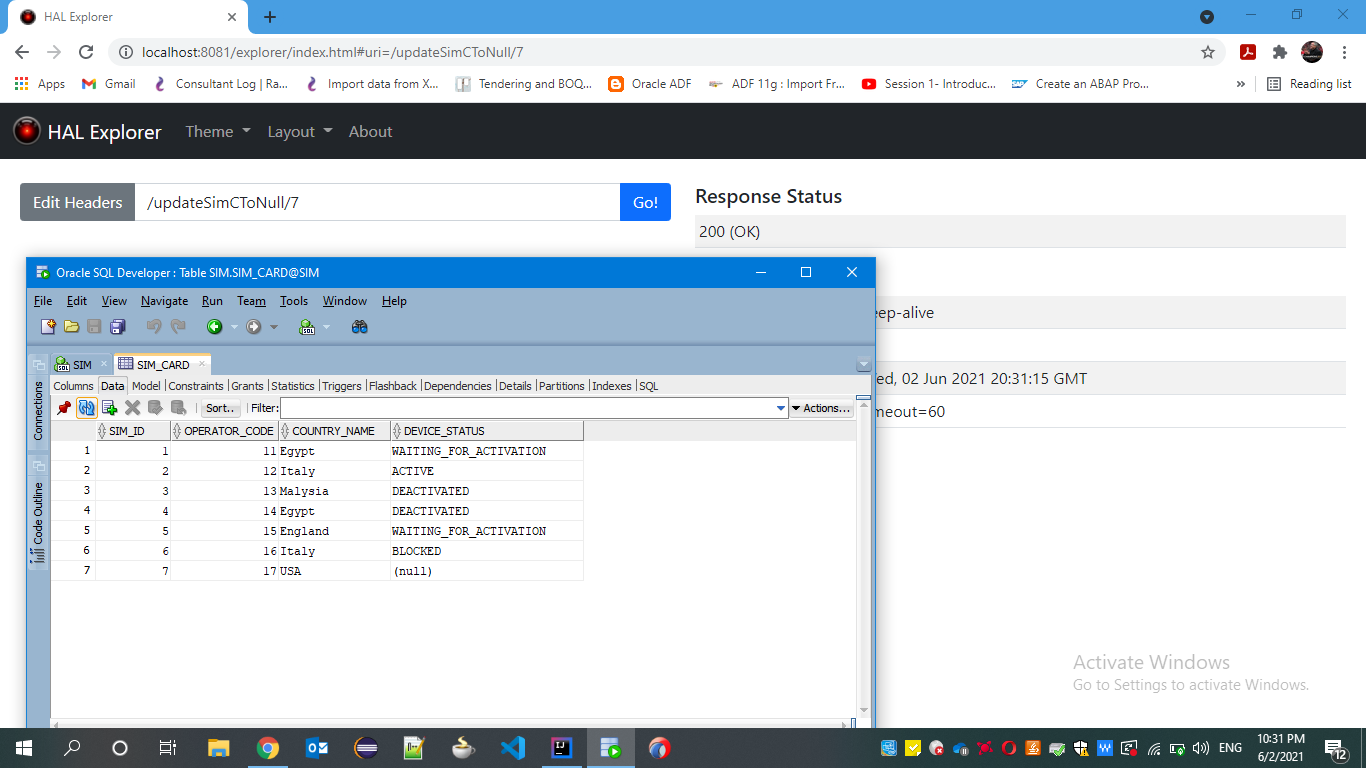 HAL Explorer
localhost:8081/explorer/index.html#uri=/updateSimCToNull/7
Apps Gmail Consultant Log | Ra... Import data from X... Tendering and BOQ... Oracle ADF ADF 11g : Import Fr... Session 1- Introduc... Create an ABAP Pro... » Reading list
HAL Explorer Theme Layout About
Edit Headers /updateSimCToNull/7 Go!
Response Status
200 (OK)
Oracle SQL Developer : Table SIM.SIM_CARD@SIM
File Edit View Navigate Run Team Tools Window Help
eep-alive
SIM SIM_CARD
ed, 02 Jun 2021 20:31:15 GMT
Columns Data Model Constraints Grants Statistics Triggers Flashback Dependencies Details Partitions Indexes SQL
Sort.. Filter: Actions...
meout=60
Connections
Code Outline
SIM_ID OPERATOR_CODE COUNTRY_NAME DEVICE_STATUS
1 1 11 Egypt WAITING_FOR_ACTIVATION
2 2 12 Italy ACTIVE
3 3 13 Malysia DEACTIVATED
4 4 14 Egypt DEACTIVATED
5 5 15 England WAITING_FOR_ACTIVATION
6 6 16 Italy BLOCKED
7 7 17 USA (null)
Activate Windows
Go to Settings to activate Windows.
ENG
10:31 PM
6/2/2021
12